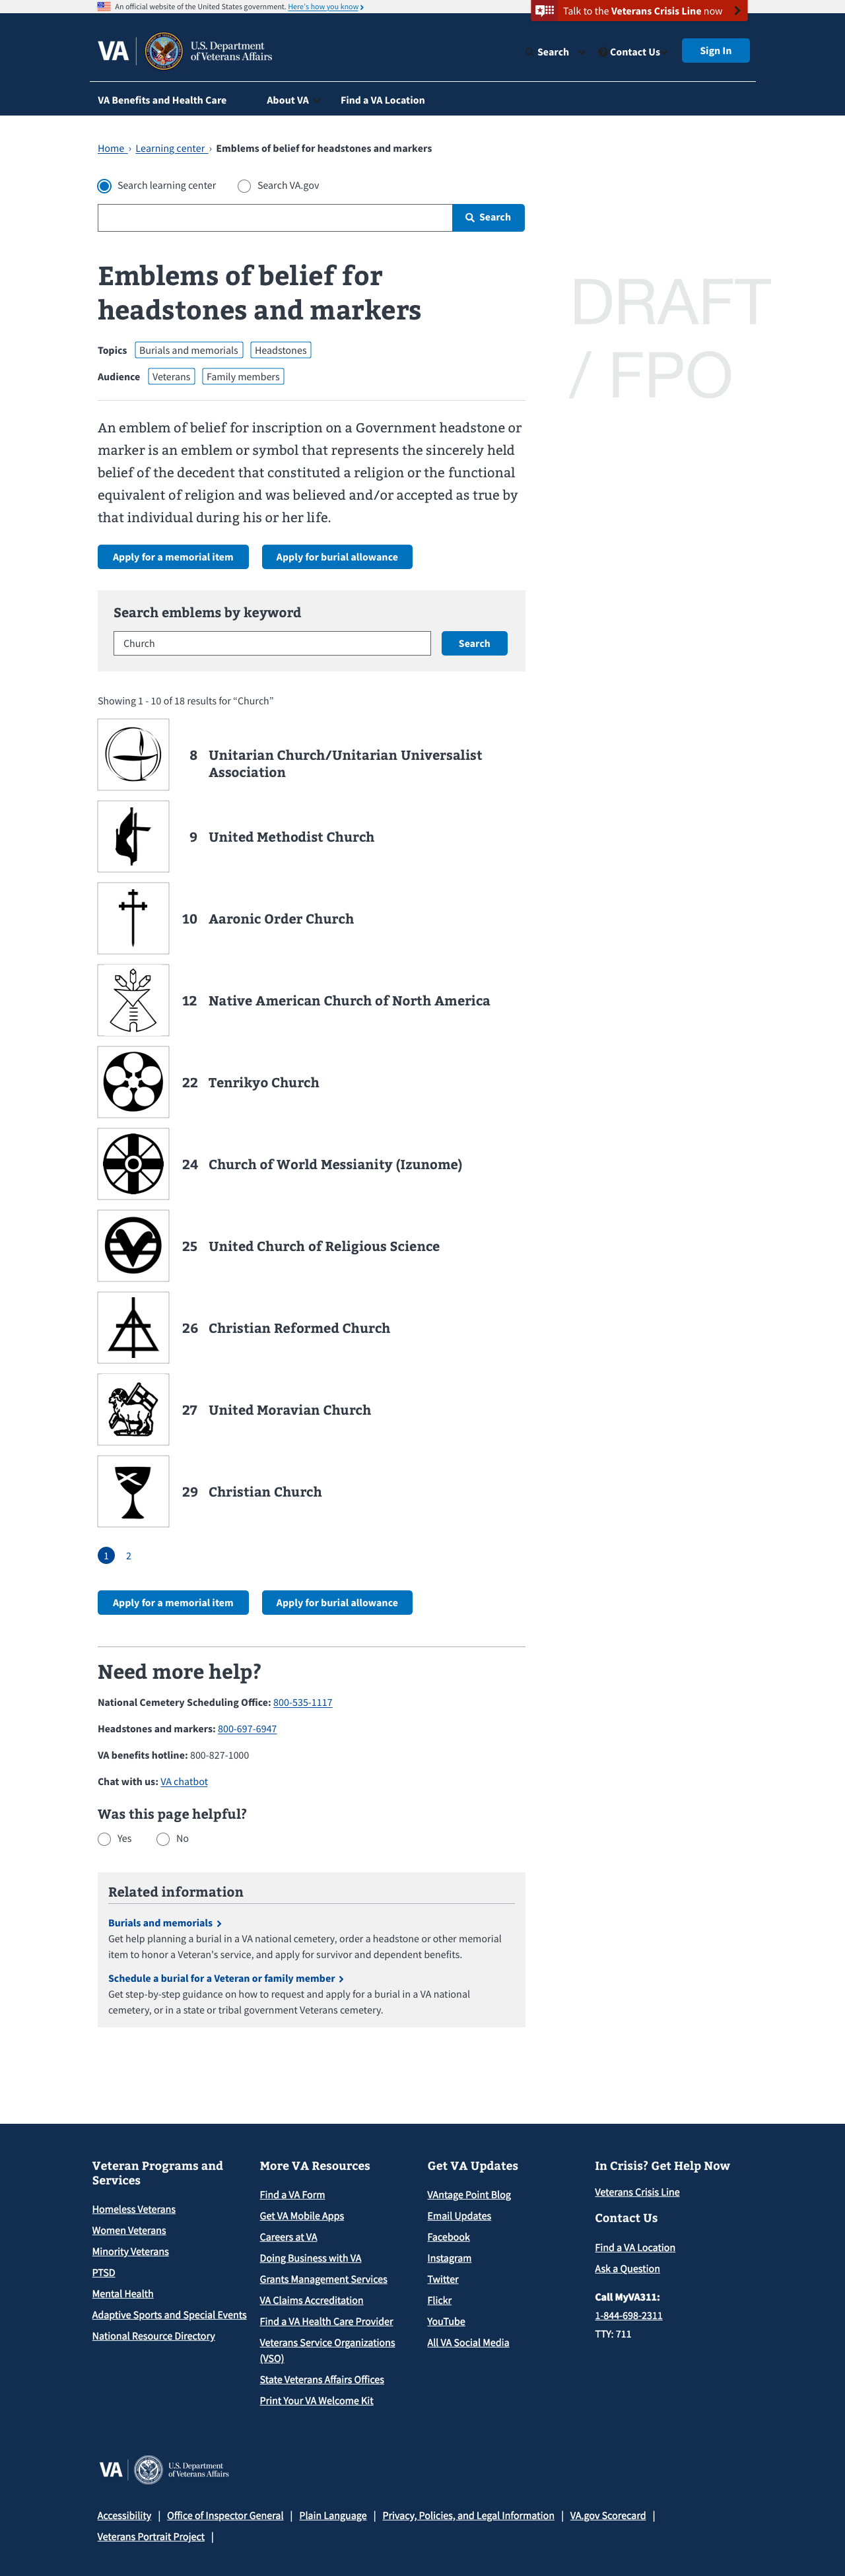 An official website of the United States government. Here's how you know
Talk to the Veterans Crisis Line now
VA
U.S. Department
of Veterans Affairs
Search
Contact Us
Sign In
VA Benefits and Health Care
About VA
Find a VA Location
Home › Learning center › Emblems of belief for headstones and markers
Search learning center
Search VA.gov
Search
DRAFT
/ FPO
Emblems of belief for
headstones and markers
Topics Burials and memorials Headstones
Audience Veterans Family members
An emblem of belief for inscription on a Government headstone or
marker is an emblem or symbol that represents the sincerely held
belief of the decedent that constituted a religion or the functional
equivalent of religion and was believed and/or accepted as true by
that individual during his or her life.
Apply for a memorial item
Apply for burial allowance
Search emblems by keyword
Church
Search
Showing 1 - 10 of 18 results for “Church”
8 Unitarian Church/Unitarian Universalist
Association
9 United Methodist Church
10 Aaronic Order Church
12 Native American Church of North America
22 Tenrikyo Church
24 Church of World Messianity (Izunome)
25 United Church of Religious Science
26 Christian Reformed Church
27 United Moravian Church
29 Christian Church
1 2
Apply for a memorial item
Apply for burial allowance
Need more help?
National Cemetery Scheduling Office: 800-535-1117
Headstones and markers: 800-697-6947
VA benefits hotline: 800-827-1000
Chat with us: VA chatbot
Was this page helpful?
Yes
No
Related information
Burials and memorials
Get help planning a burial in a VA national cemetery, order a headstone or other memorial
item to honor a Veteran's service, and apply for survivor and dependent benefits.
Schedule a burial for a Veteran or family member
Get step-by-step guidance on how to request and apply for a burial in a VA national
cemetery, or in a state or tribal government Veterans cemetery.
Veteran Programs and
Services
Homeless Veterans
Women Veterans
Minority Veterans
PTSD
Mental Health
Adaptive Sports and Special Events
National Resource Directory
More VA Resources
Find a VA Form
Get VA Mobile Apps
Careers at VA
Doing Business with VA
Grants Management Services
VA Claims Accreditation
Find a VA Health Care Provider
Veterans Service Organizations
(VSO)
State Veterans Affairs Offices
Print Your VA Welcome Kit
Get VA Updates
VAntage Point Blog
Email Updates
Facebook
Instagram
Twitter
Flickr
YouTube
All VA Social Media
In Crisis? Get Help Now
Veterans Crisis Line
Contact Us
Find a VA Location
Ask a Question
Call MyVA311:
1-844-698-2311
TTY: 711
VA
U.S. Department
of Veterans Affairs
Accessibility | Office of Inspector General | Plain Language | Privacy, Policies, and Legal Information | VA.gov Scorecard |
Veterans Portrait Project |